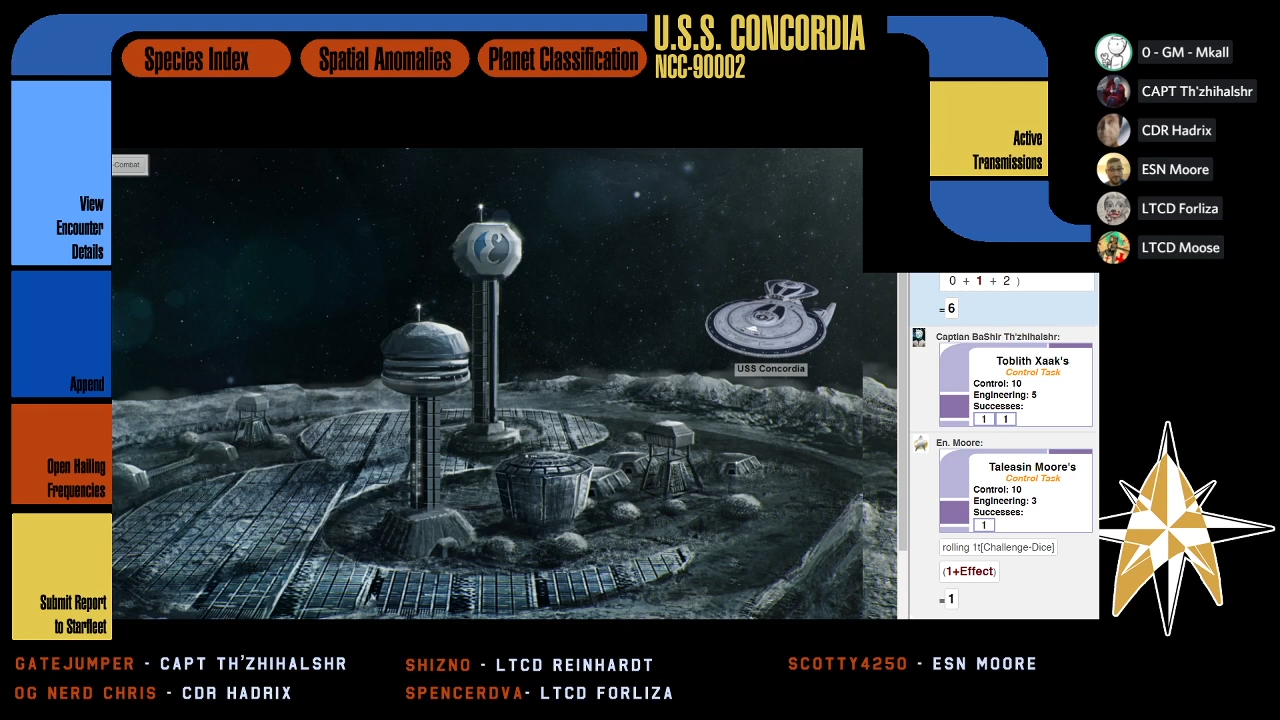 Species Index
Spatial Anomalies
Planet Classification
U.S.S. CONCORDIA
NCC-90002
Active
Transmissions
0 - GM - Mkall
CAPT Th'zhihalshr
CDR Hadrix
ESN Moore
LTCD Forliza
LTCD Moose
-Combat
View
Encounter
Details
Append
Open Hailing
Frequencies
Submit Report
to Starfleet
USS Concordia
0 + 1 + 2 )
=6
Captian BaShir Th'zhihalshr:
Toblith Xaak's
Control Task
Control: 10
Engineering: 5
Successes:
1 1
En. Moore:
Taleasin Moore's
Control Task
Control: 10
Engineering: 3
Successes:
1
rolling 1t[Challenge-Dice]
(1+Effect)
=1
GATEJUMPER - CAPT TH'ZHIHALSHR
SHIZNO - LTCD REINHARDT
SCOTTY4250 - ESN MOORE
OG NERD CHRIS - CDR HADRIX
SPENCERDVA- LTCD FORLIZA